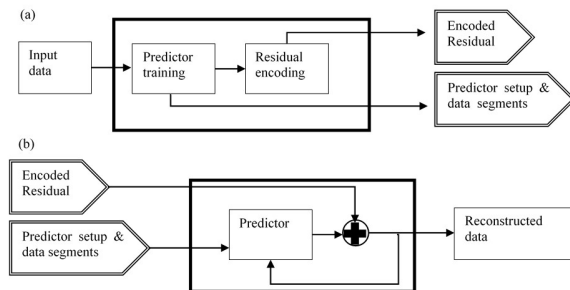 (a)
Input
data
Predictor
training
Residual
encoding
Encoded
Residual
Predictor setup &
data segments
(b)
Encoded
Residual
Predictor setup &
data segments
Predictor
Reconstructed
data